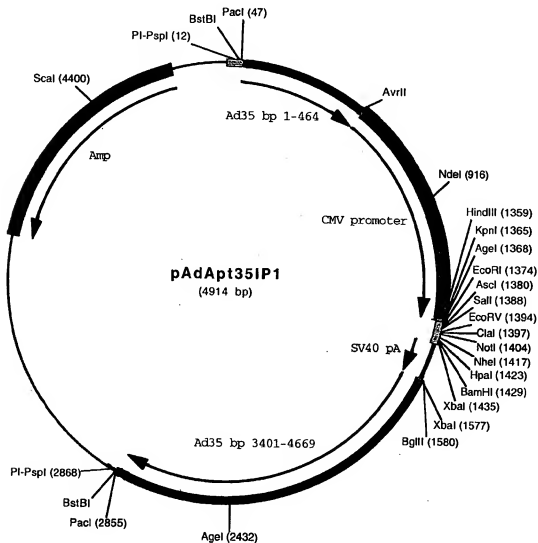 PacI (47)
BstBI
PI-PspI (12)
ScaI (4400)
AvrII
Ad35 bp 1-464
Amp
NdeI (916)
CMV promoter
HindIII (1359)
KpnI (1365)
AgeI (1368)
EcoRI (1374)
AscI (1380)
SalI (1388)
EcoRV (1394)
ClaI (1397)
NotI (1404)
NheI (1417)
HpaI (1423)
BamHI (1429)
XbaI (1435)
pAdApt35IP1
(4914 bp)
SV40 pA
XbaI (1577)
BglII (1580)
Ad35 bp 3401-4669
PI-PspI (2868)
BstBI
PacI (2855)
AgeI (2432)